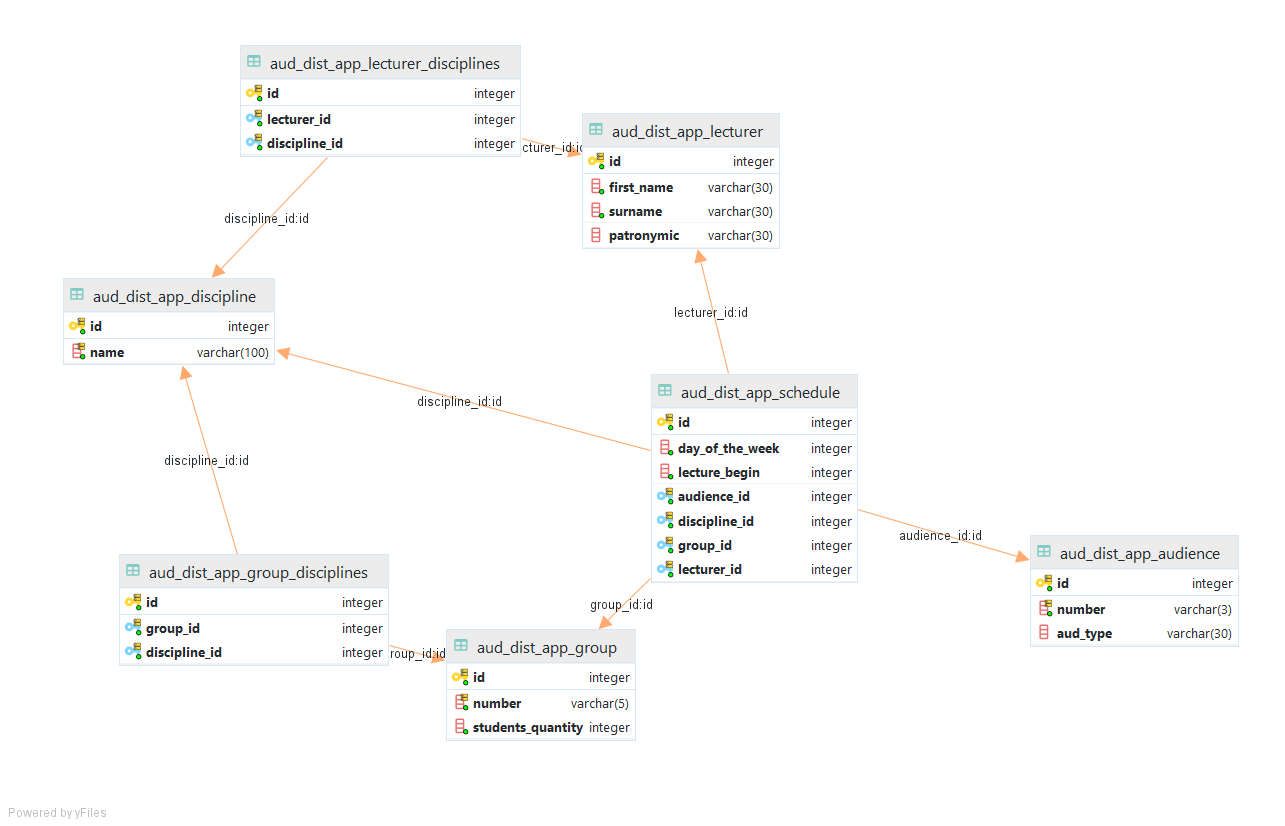 aud_dist_app_lecturer_disciplines
id integer
lecturer_id integer
discipline_id integer
cturer_id:id
aud_dist_app_lecturer
id integer
first_name varchar(30)
surname varchar(30)
patronymic varchar(30)
discipline_id:id
lecturer_id:id
aud_dist_app_discipline
id integer
name varchar(100)
discipline_id:id
discipline_id:id
aud_dist_app_schedule
id integer
day_of_the_week integer
lecture_begin integer
audience_id integer
discipline_id integer
group_id integer
lecturer_id integer
audience_id:id
aud_dist_app_audience
id integer
number varchar(3)
aud_type varchar(30)
aud_dist_app_group_disciplines
id integer
group_id integer
discipline_id integer
roup_id:id
group_id:id
aud_dist_app_group
id integer
number varchar(5)
students_quantity integer
Powered by yFiles